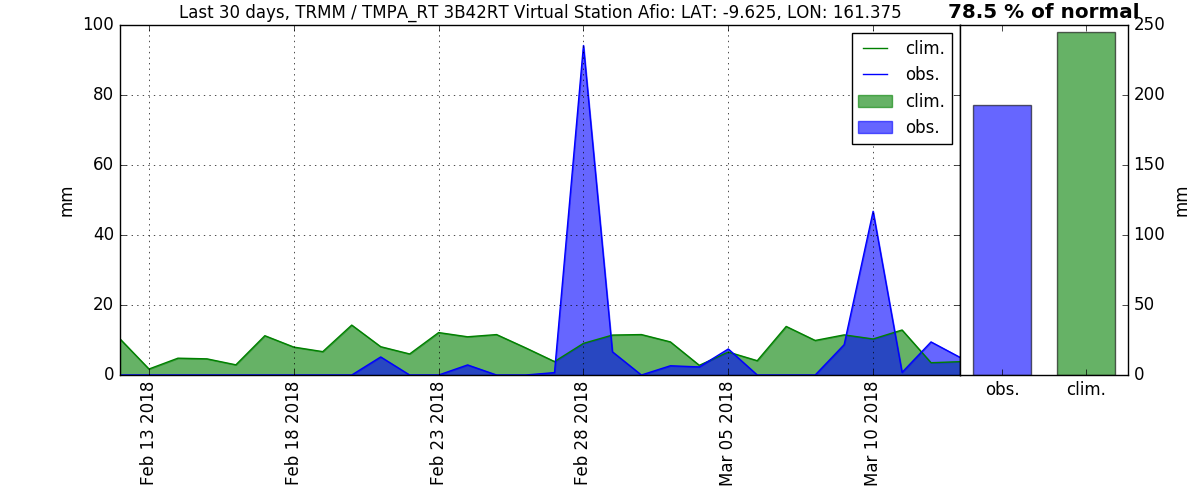 Last 30 days, TRMM / TMPA_RT 3B42RT Virtual Station Afio: LAT: -9.625, LON: 161.375
78.5 % of normal
100
80
60
40
20
0
mm
clim.
obs.
clim.
obs.
250
200
150
100
50
0
mm
Feb 13 2018
Feb 18 2018
Feb 23 2018
Feb 28 2018
Mar 05 2018
Mar 10 2018
obs.
clim.